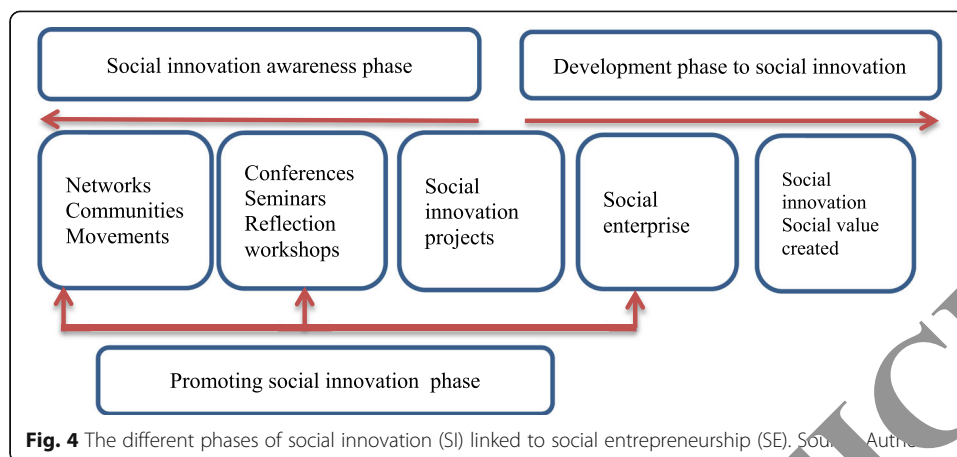 Social innovation awareness phase
Development phase to social innovation
Networks
Communities
Movements
Conferences
Seminars
Reflection
workshops
Social
innovation
projects
Social
enterprise
Social
innovation
Social value
created
Promoting social innovation phase
Fig. 4 The different phases of social innovation (SI) linked to social entrepreneurship (SE).